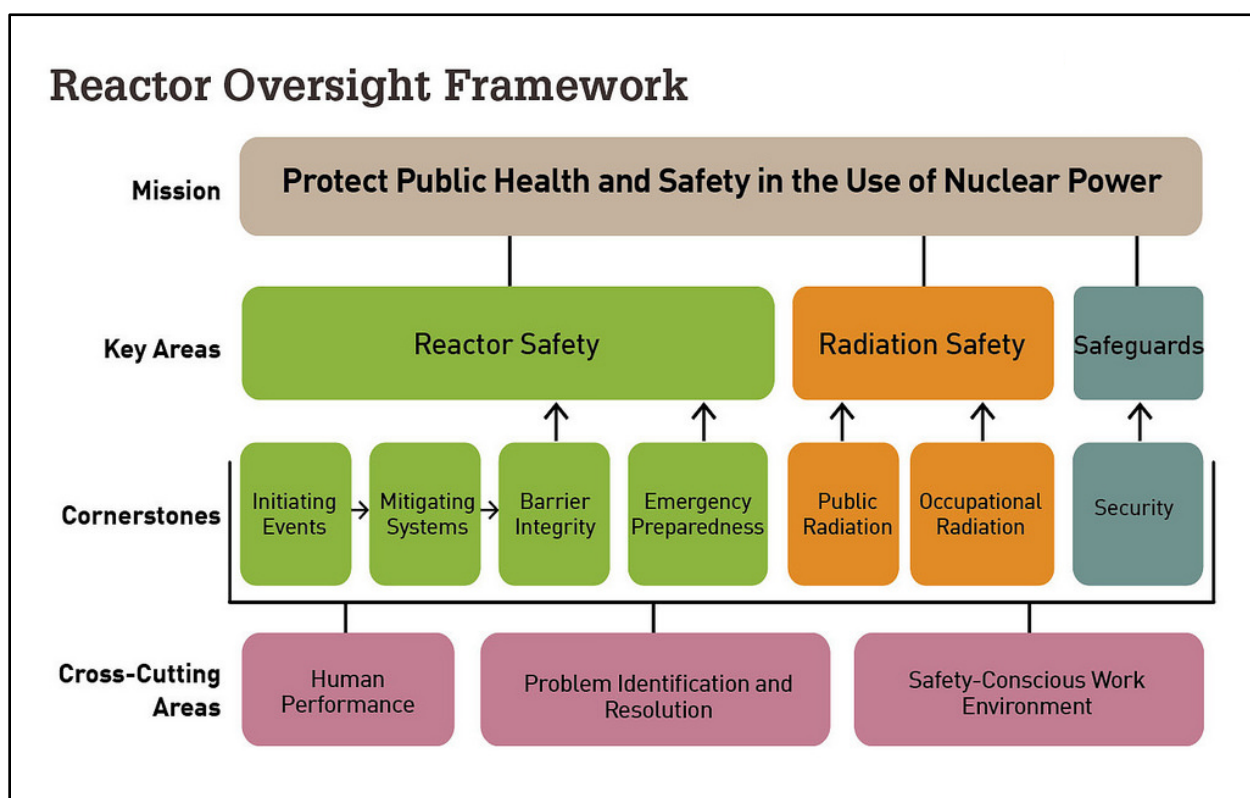 Reactor Oversight Framework
Mission
Protect Public Health and Safety in the Use of Nuclear Power
Key Areas
Reactor Safety
Radiation Safety
Safeguards
Cornerstones
Initiating
Events
Mitigating
Systems
Barrier
Integrity
Emergency
Preparedness
Public
Radiation
Occupational
Radiation
Security
Cross-Cutting
Areas
Human
Performance
Problem Identification and
Resolution
Safety-Conscious Work
Environment